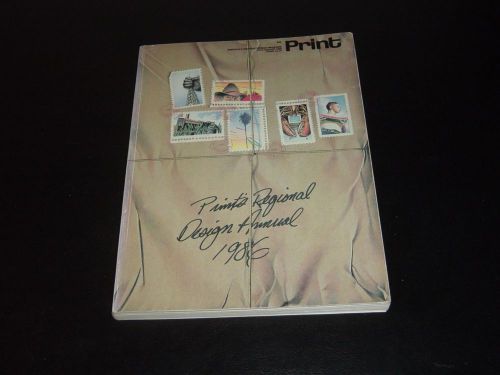 Print
Print's Regional
Design Annual
1986